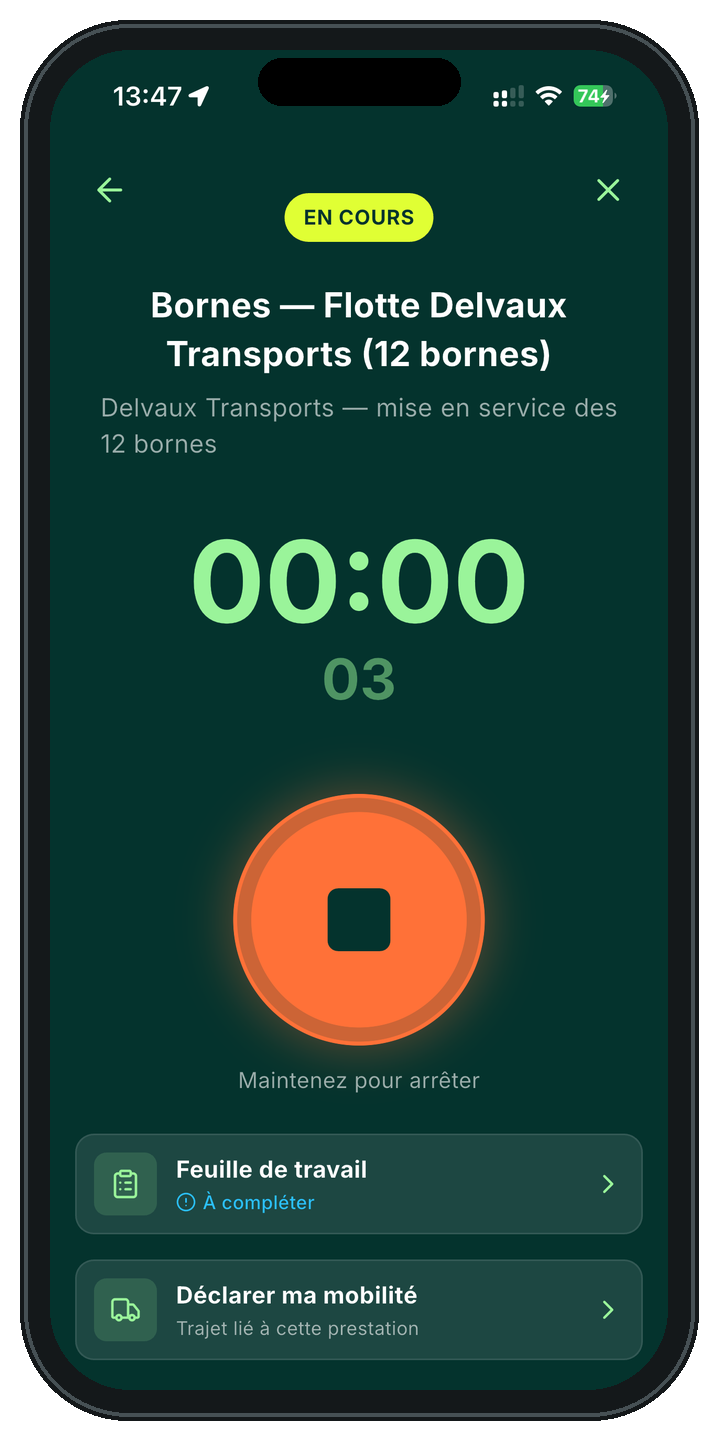 13:47
74
EN COURS
Bornes — Flotte Delvaux
Transports (12 bornes)
Delvaux Transports — mise en service des
12 bornes
00:00
03
Maintenez pour arrêter
Feuille de travail
À compléter
Déclarer ma mobilité
Trajet lié à cette prestation